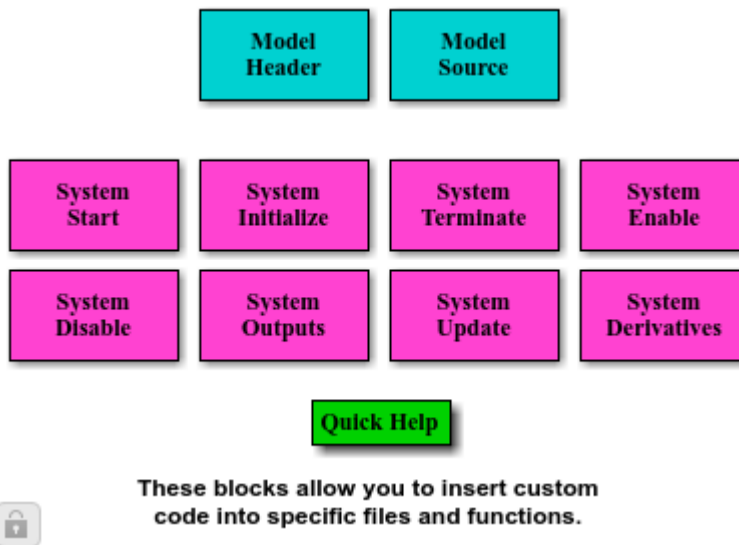 Model
Header
Model
Source
System
Start
System
Initialize
System
Terminate
System
Enable
System
Disable
System
Outputs
System
Update
System
Derivatives
Quick Help
These blocks allow you to insert custom
code into specific files and functions.